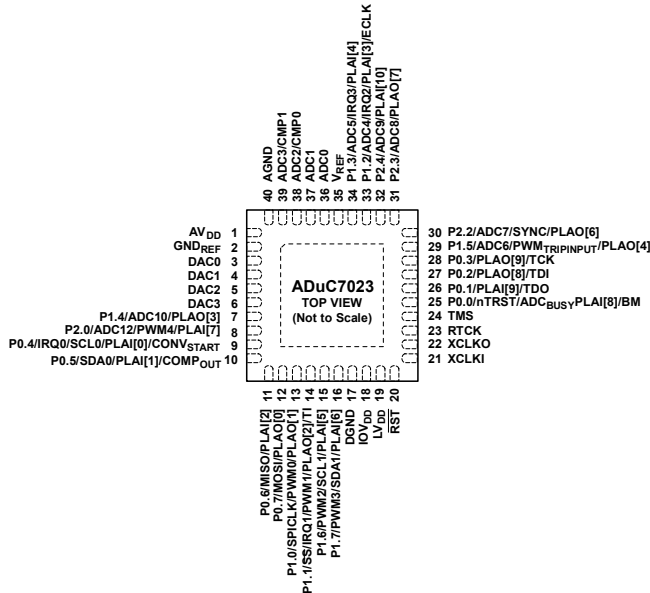 40 AGND
39 ADC3/CMP1
38 ADC2/CMP0
37 ADC1
36 ADC0
35 VREF
34 P1.3/ADC5/IRQ3/PLAI[4]
33 P1.2/ADC4/IRQ2/PLAI[3]/ECLK
32 P2.4/ADC9/PLAI[10]
31 P2.3/ADC8/PLAO[7]
AVDD 1
GNDREF 2
DAC0 3
DAC1 4
DAC2 5
DAC3 6
P1.4/ADC10/PLAO[3] 7
P2.0/ADC12/PWM4/PLAI[7] 8
P0.4/IRQ0/SCL0/PLAI[0]/CONVSTART 9
P0.5/SDA0/PLAI[1]/COMPOUT 10
ADuC7023
TOP VIEW
(Not to Scale)
30 P2.2/ADC7/SYNC/PLAO[6]
29 P1.5/ADC6/PWMTRIPINPUT/PLAO[4]
28 P0.3/PLAO[9]/TCK
27 P0.2/PLAO[8]/TDI
26 P0.1/PLAI[9]/TDO
25 P0.0/nTRST/ADCBUSYPLAI[8]/BM
24 TMS
23 RTCK
22 XCLKO
21 XCLKI
P0.6/MISO/PLAI[2] 11
P0.7/MOSI/PLAO[0] 12
P1.0/SPICLK/PWM0/PLAO[1] 13
P1.1/SS/IRQ1/PWM1/PLAO[2]/TI 14
P1.6/PWM2/SCL1/PLAI[5] 15
P1.7/PWM3/SDA1/PLAI[6] 16
DGND 17
IOVDD 18
LVDD 19
RST 20